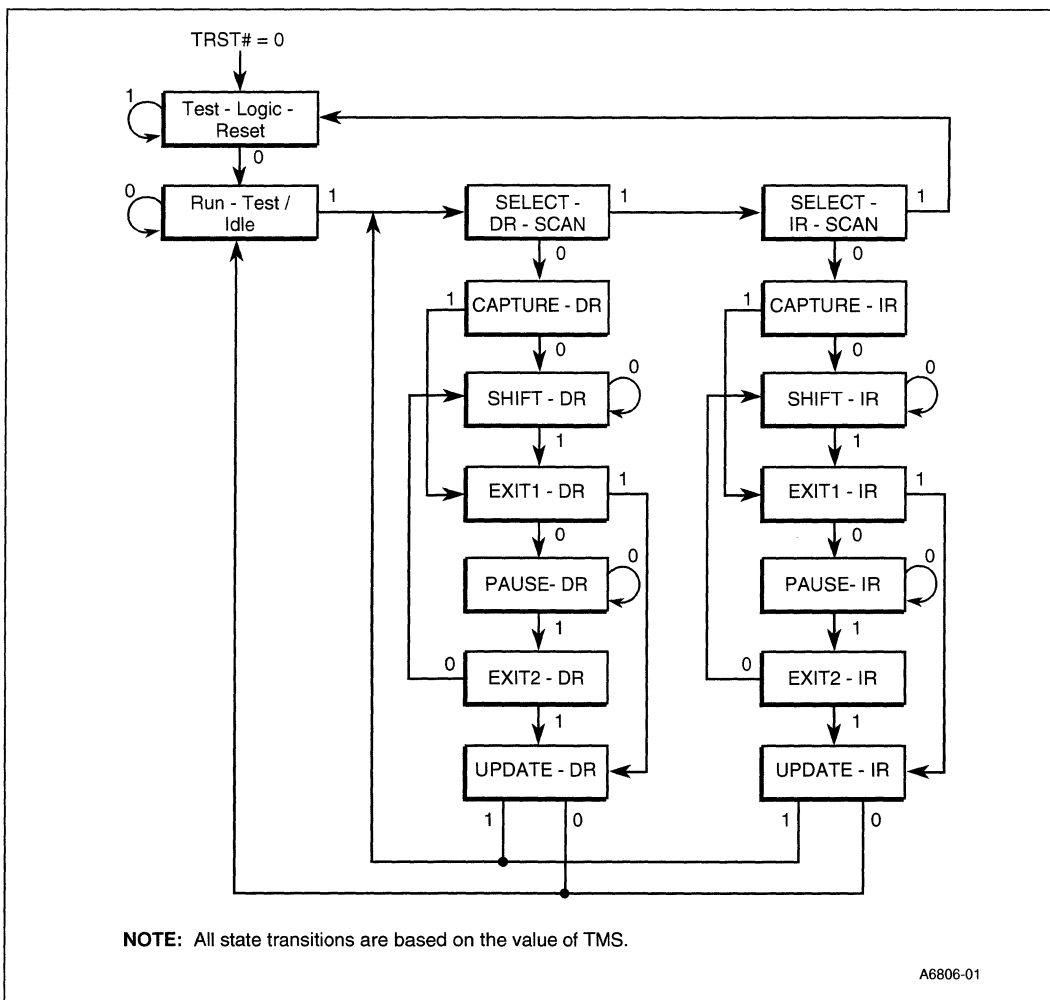 TRST# = 0
1
Test - Logic -
Reset
0
0
Run - Test /
Idle
1
SELECT -
DR - SCAN
1
SELECT -
IR - SCAN
1
0
0
1
CAPTURE - DR
1
CAPTURE - IR
0
0
SHIFT - DR
0
SHIFT - IR
0
1
1
EXIT1 - DR
1
EXIT1 - IR
1
0
0
PAUSE- DR
0
PAUSE- IR
0
1
1
0
EXIT2 - DR
0
EXIT2 - IR
1
1
UPDATE - DR
UPDATE - IR
1
0
1
0
NOTE: All state transitions are based on the value of TMS.
A6806-01